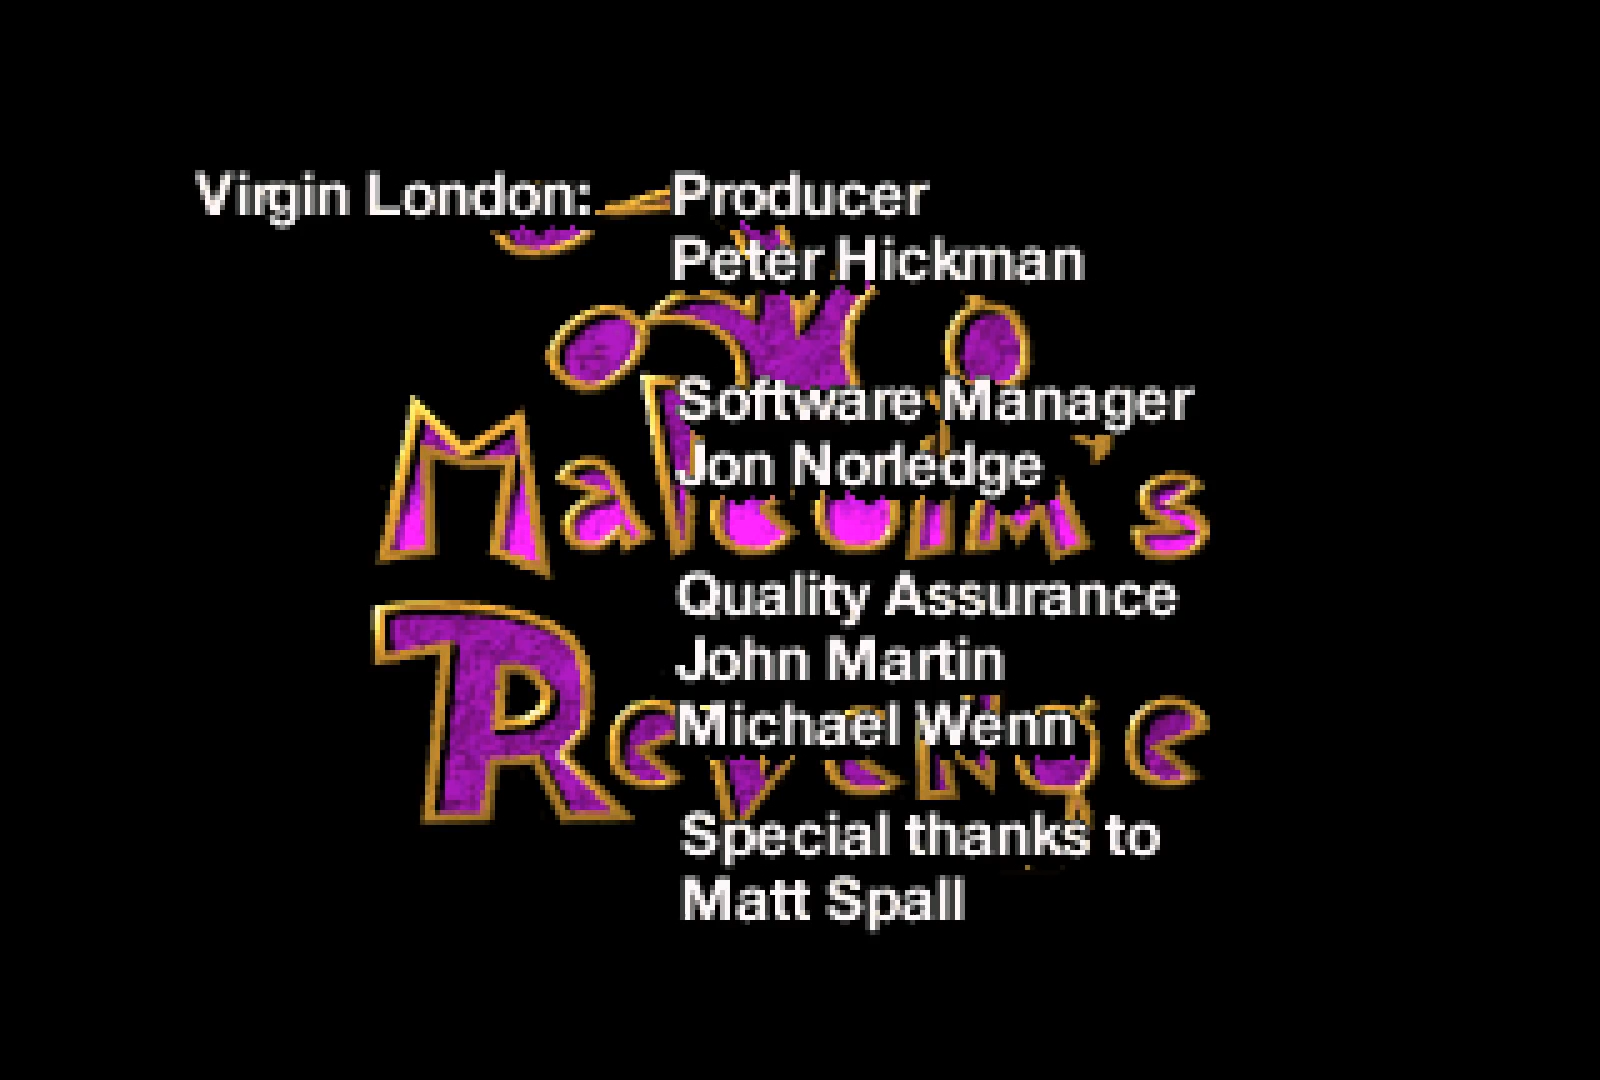 Virgin London: Producer
Peter Hickman
Software Manager
Jon Norledge
Malcolm's
Quality Assurance
John Martin
Michael Wenn
Revenge
Special thanks to
Matt Spall